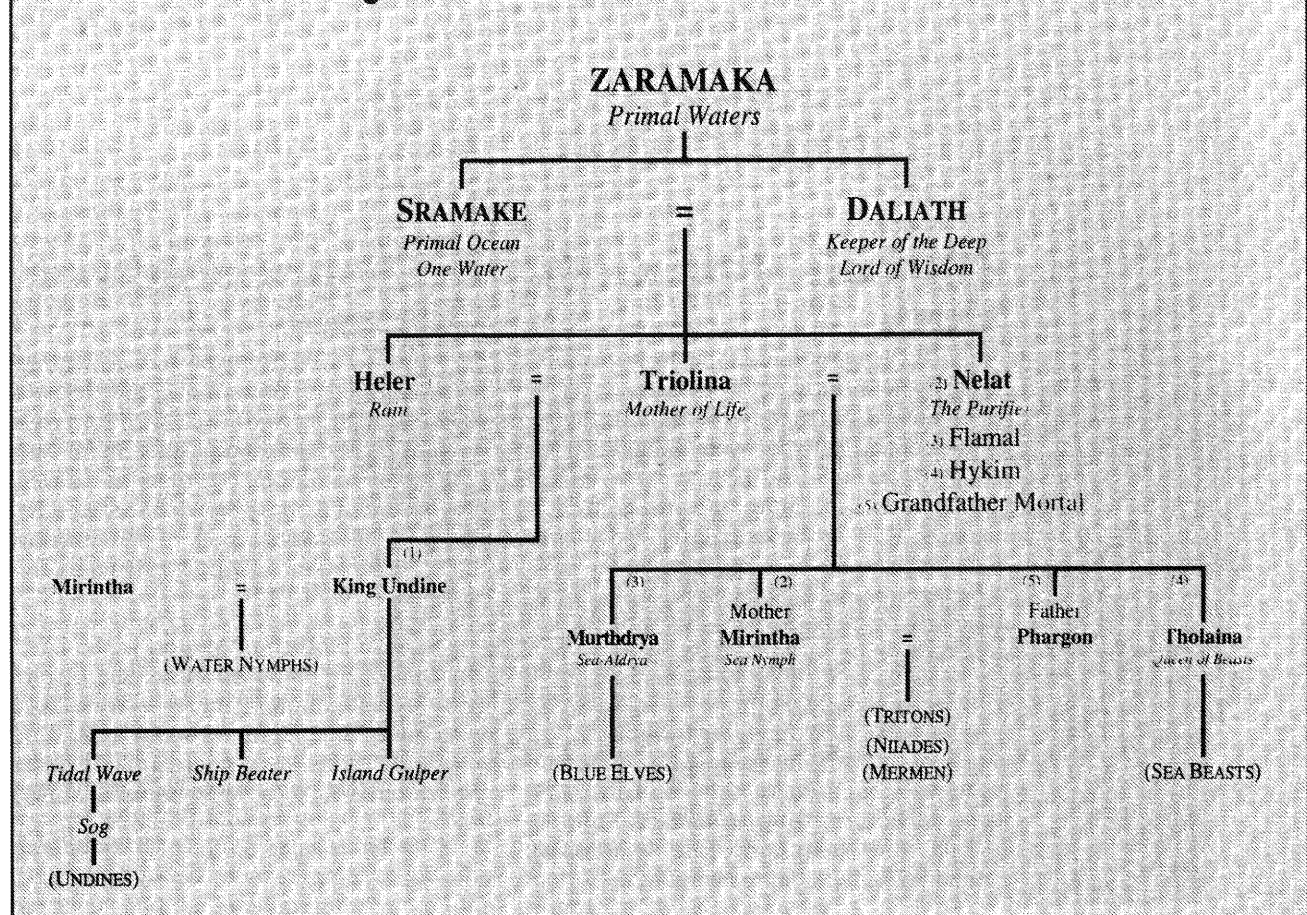 ZARAMAKA
Primal Waters
SRAMAKE = DALIATH
Primal Ocean Keeper of the Deep
One Water Lord of Wisdom
Heler = Triolina = 2) Nelat
Mother of Life The Purifier
3) Flamal
4) Hykim
(5) Grandfather Mortal
(1)
Mirintha = King Undine (3) (2) (5) (4)
Mother Father
Murthdrya Mirintha = Phargon Tholaina
(WATER NYMPHS) Sea-Aldrya Sea Nymph Queen of Beasts
(TRITONS)
(NIIADES)
Tidal Wave Ship Beater Island Gulper (BLUE ELVES) (MERMEN) (SEA BEASTS)
Sog
(UNDINES)